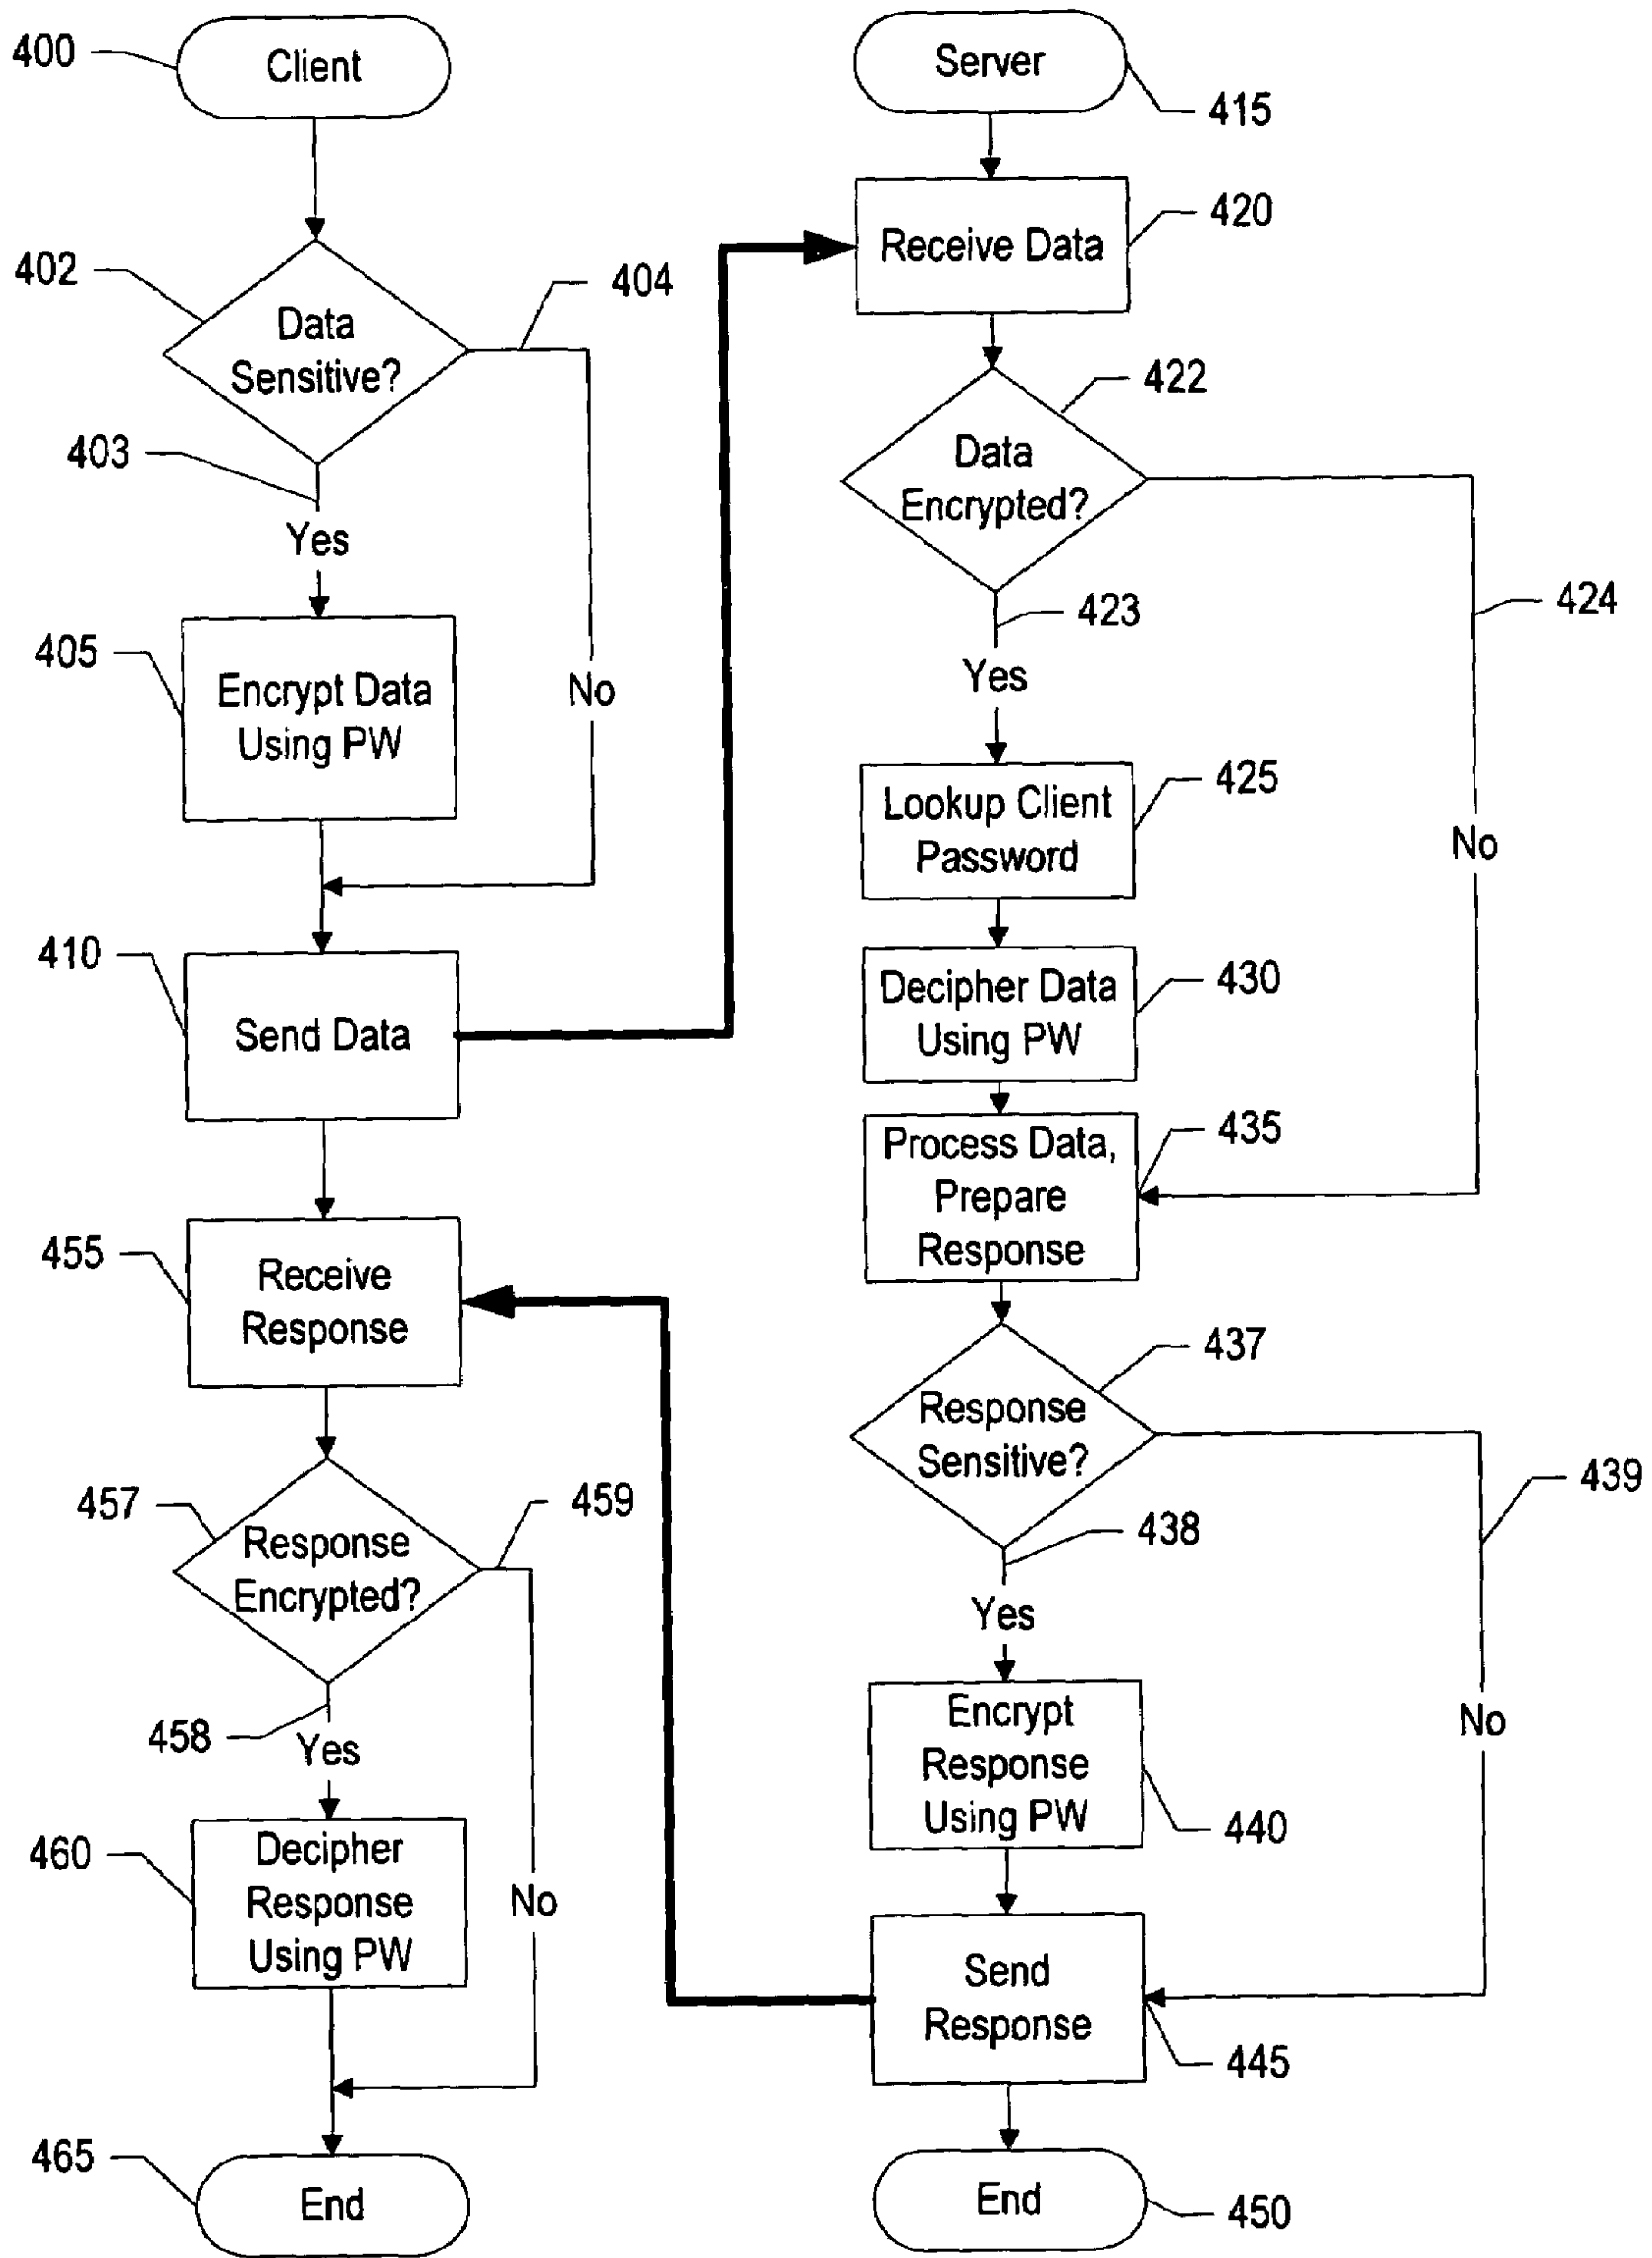 400
Client
402
Data
Sensitive?
404
403
Yes
405
Encrypt Data
Using PW
No
410
Send Data
455
Receive
Response
457
Response
Encrypted?
459
458
Yes
460
Decipher
Response
Using PW
No
465
End
Server
415
Receive Data
420
422
Data
Encrypted?
423
424
Yes
No
425
Lookup Client
Password
Decipher Data
Using PW
430
Process Data,
Prepare
Response
435
437
Response
Sensitive?
439
438
Yes
No
Encrypt
Response
Using PW
440
Send
Response
445
End
450